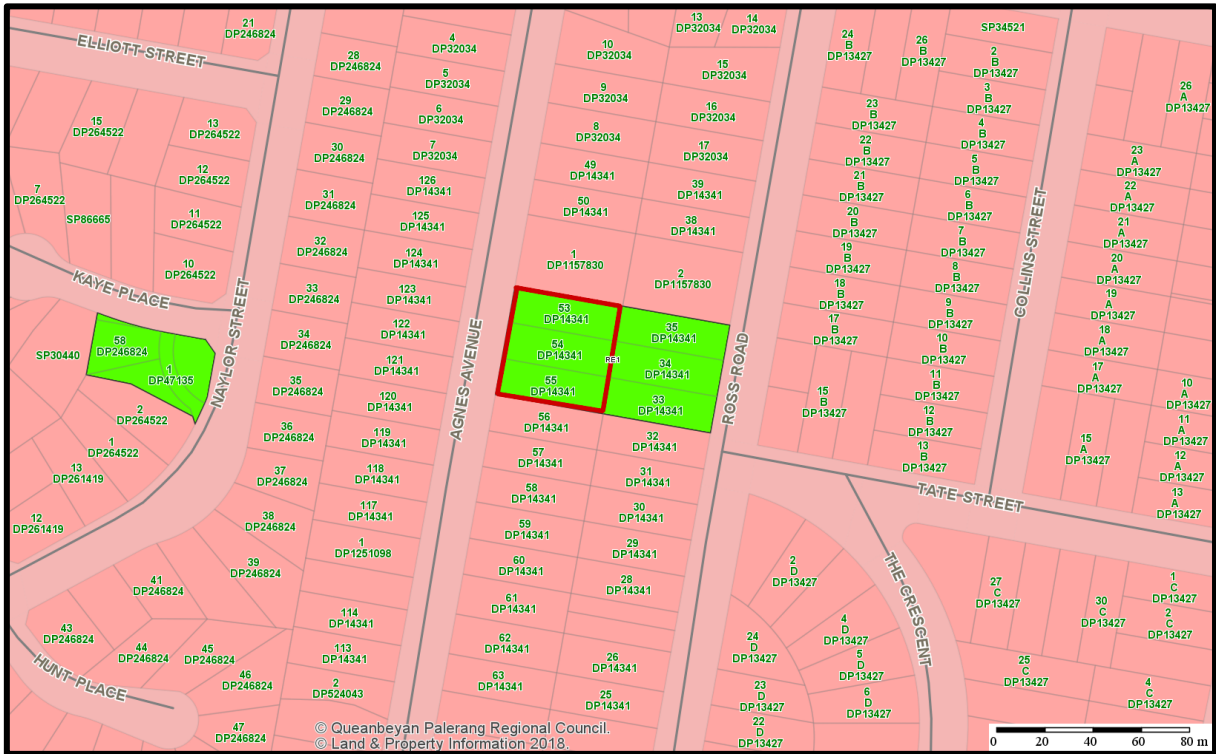 ELLIOTT STREET
21
DP246824
28
DP246824
29
DP246824
30
DP246824
31
DP246824
32
DP246824
33
DP246824
34
DP246824
35
DP246824
36
DP246824
37
DP246824
38
DP246824
39
DP246824
15
DP264522
13
DP264522
12
DP264522
11
DP264522
10
DP264522
7
DP264522
SP86665
KAYE PLACE
NAYLOR STREET
SP30440
58
DP246824
1
DP47135
2
DP264522
1
DP264522
13
DP261419
12
DP261419
41
DP246824
43
DP246824
44
DP246824
45
DP246824
46
DP246824
47
DP246824
HUNT PLACE
4
DP32034
5
DP32034
6
DP32034
7
DP32034
126
DP14341
125
DP14341
124
DP14341
123
DP14341
122
DP14341
121
DP14341
120
DP14341
119
DP14341
118
DP14341
117
DP14341
1
DP1251098
114
DP14341
113
DP14341
2
DP524043
AGNES AVENUE
10
DP32034
9
DP32034
8
DP32034
49
DP14341
50
DP14341
1
DP1157830
53
DP14341
54
DP14341
55
DP14341
RE1
56
DP14341
57
DP14341
58
DP14341
59
DP14341
60
DP14341
61
DP14341
62
DP14341
63
DP14341
13
DP32034
14
DP32034
15
DP32034
16
DP32034
17
DP32034
39
DP14341
38
DP14341
2
DP1157830
35
DP14341
34
DP14341
33
DP14341
32
DP14341
31
DP14341
30
DP14341
29
DP14341
28
DP14341
26
DP14341
25
DP14341
ROSS ROAD
24
B
DP13427
23
B
DP13427
22
B
DP13427
21
B
DP13427
20
B
DP13427
19
B
DP13427
18
B
DP13427
17
B
DP13427
15
B
DP13427
26
B
DP13427
SP34521
2
B
DP13427
3
B
DP13427
4
B
DP13427
5
B
DP13427
6
B
DP13427
7
B
DP13427
8
B
DP13427
9
B
DP13427
10
B
DP13427
11
B
DP13427
12
B
DP13427
13
B
DP13427
COLLINS STREET
26
A
DP13427
23
A
DP13427
22
A
DP13427
21
A
DP13427
20
A
DP13427
19
A
DP13427
18
A
DP13427
17
A
DP13427
15
A
DP13427
10
A
DP13427
11
A
DP13427
12
A
DP13427
13
A
DP13427
TATE STREET
THE CRESCENT
2
D
DP13427
4
D
DP13427
5
D
DP13427
6
D
DP13427
24
D
DP13427
23
D
DP13427
22
D
DP13427
27
C
DP13427
30
C
DP13427
1
C
DP13427
2
C
DP13427
25
C
DP13427
4
C
DP13427
© Queanbeyan Palerang Regional Council.
© Land & Property Information 2018.
0 20 40 60 80 m